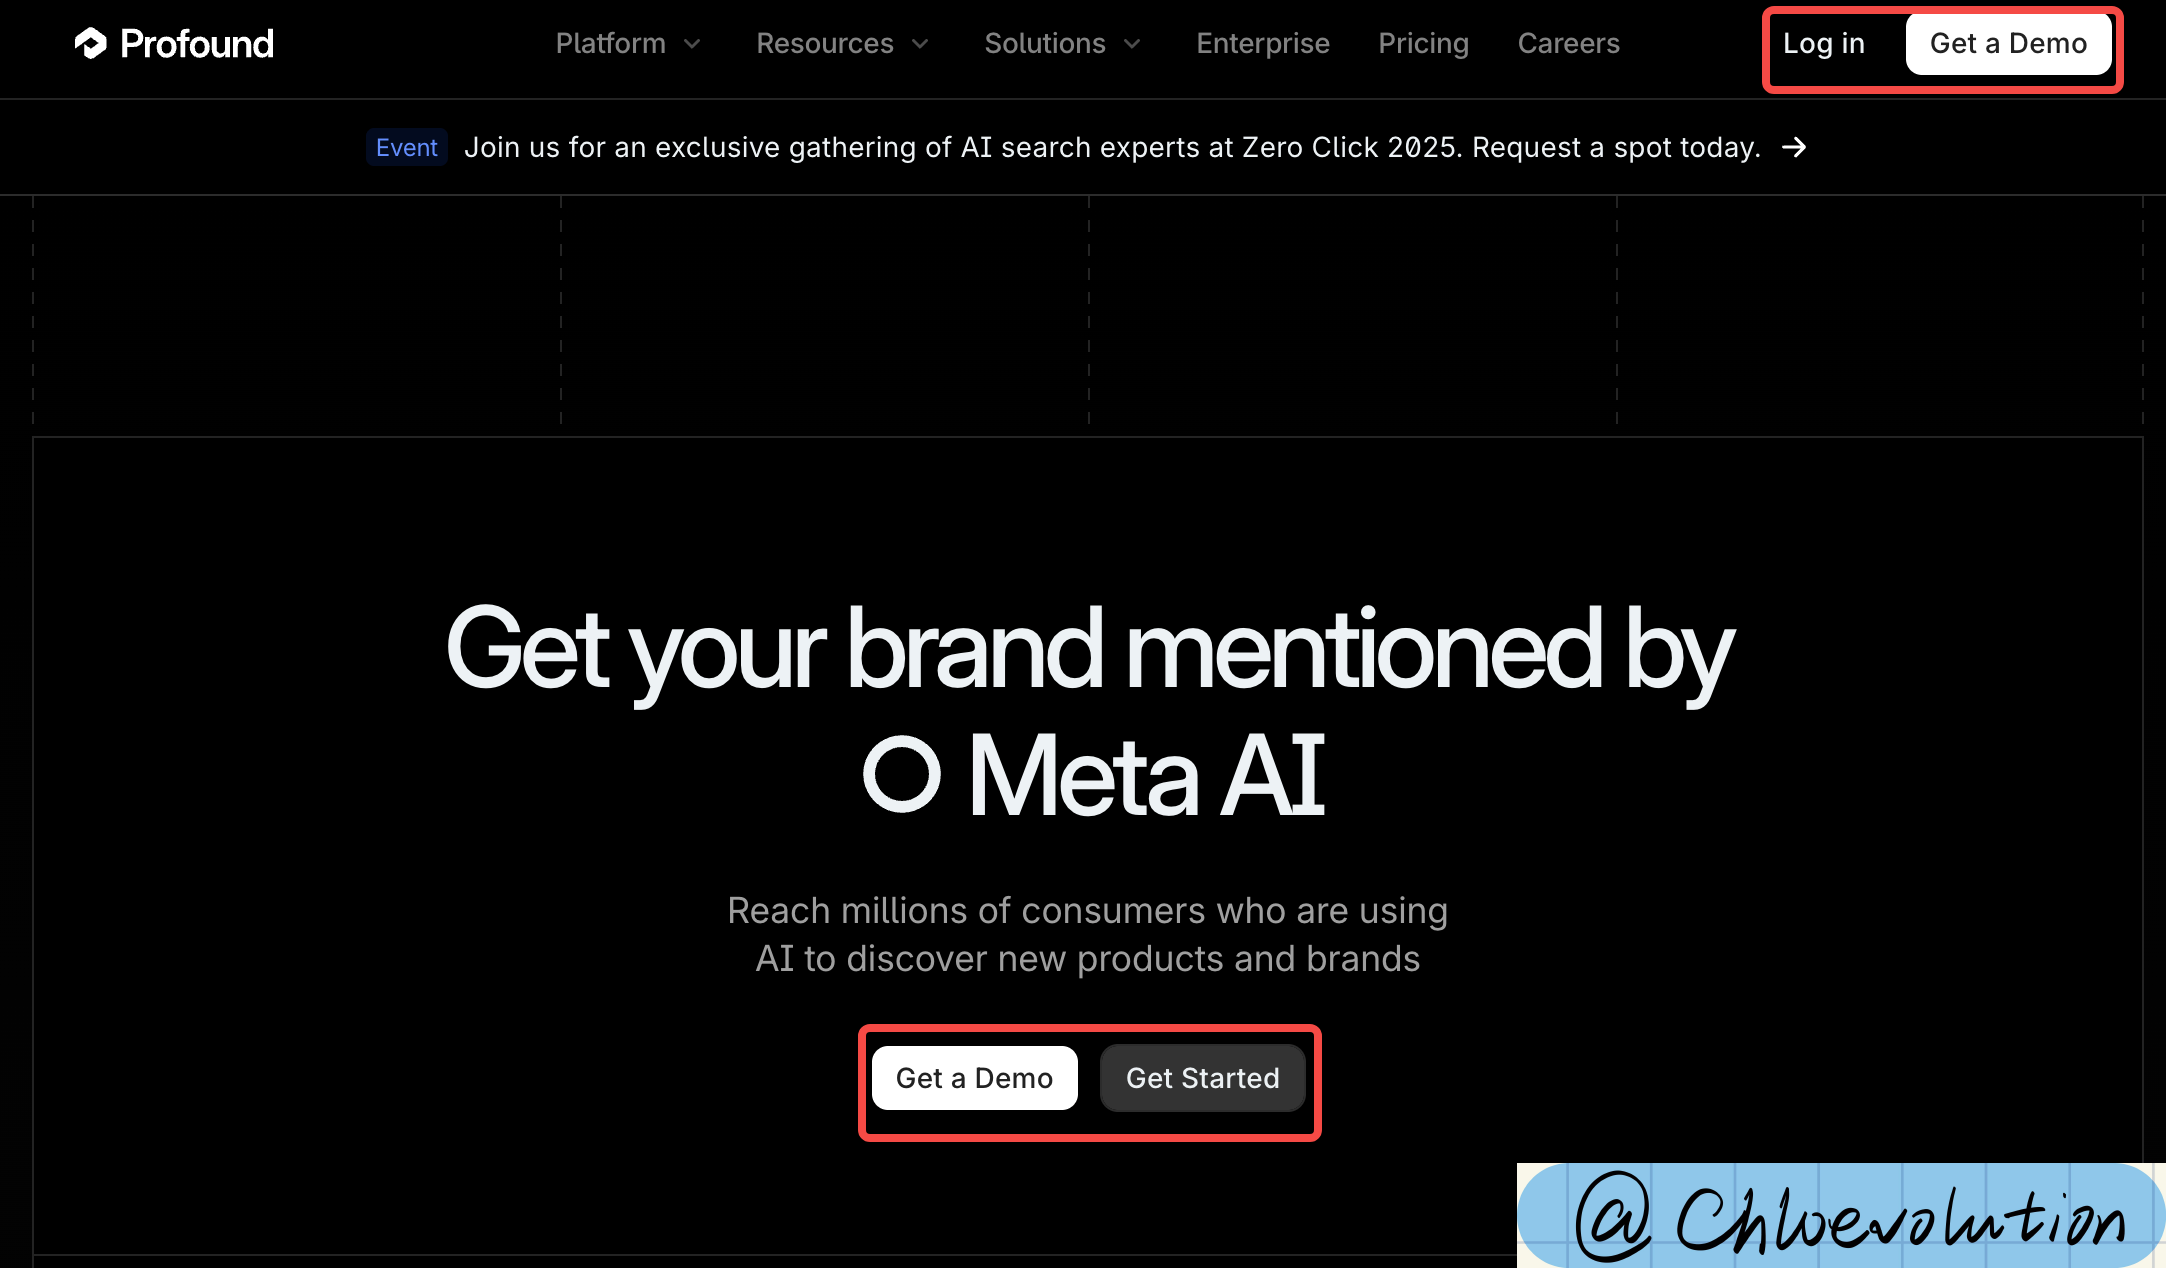 Profound
Platform
Resources
Solutions
Enterprise
Pricing
Careers
Log in
Get a Demo
Event
Join us for an exclusive gathering of AI search experts at Zero Click 2025. Request a spot today. →
Get your brand mentioned by
Meta AI
Reach millions of consumers who are using
AI to discover new products and brands
Get a Demo
Get Started
@Chloevolution